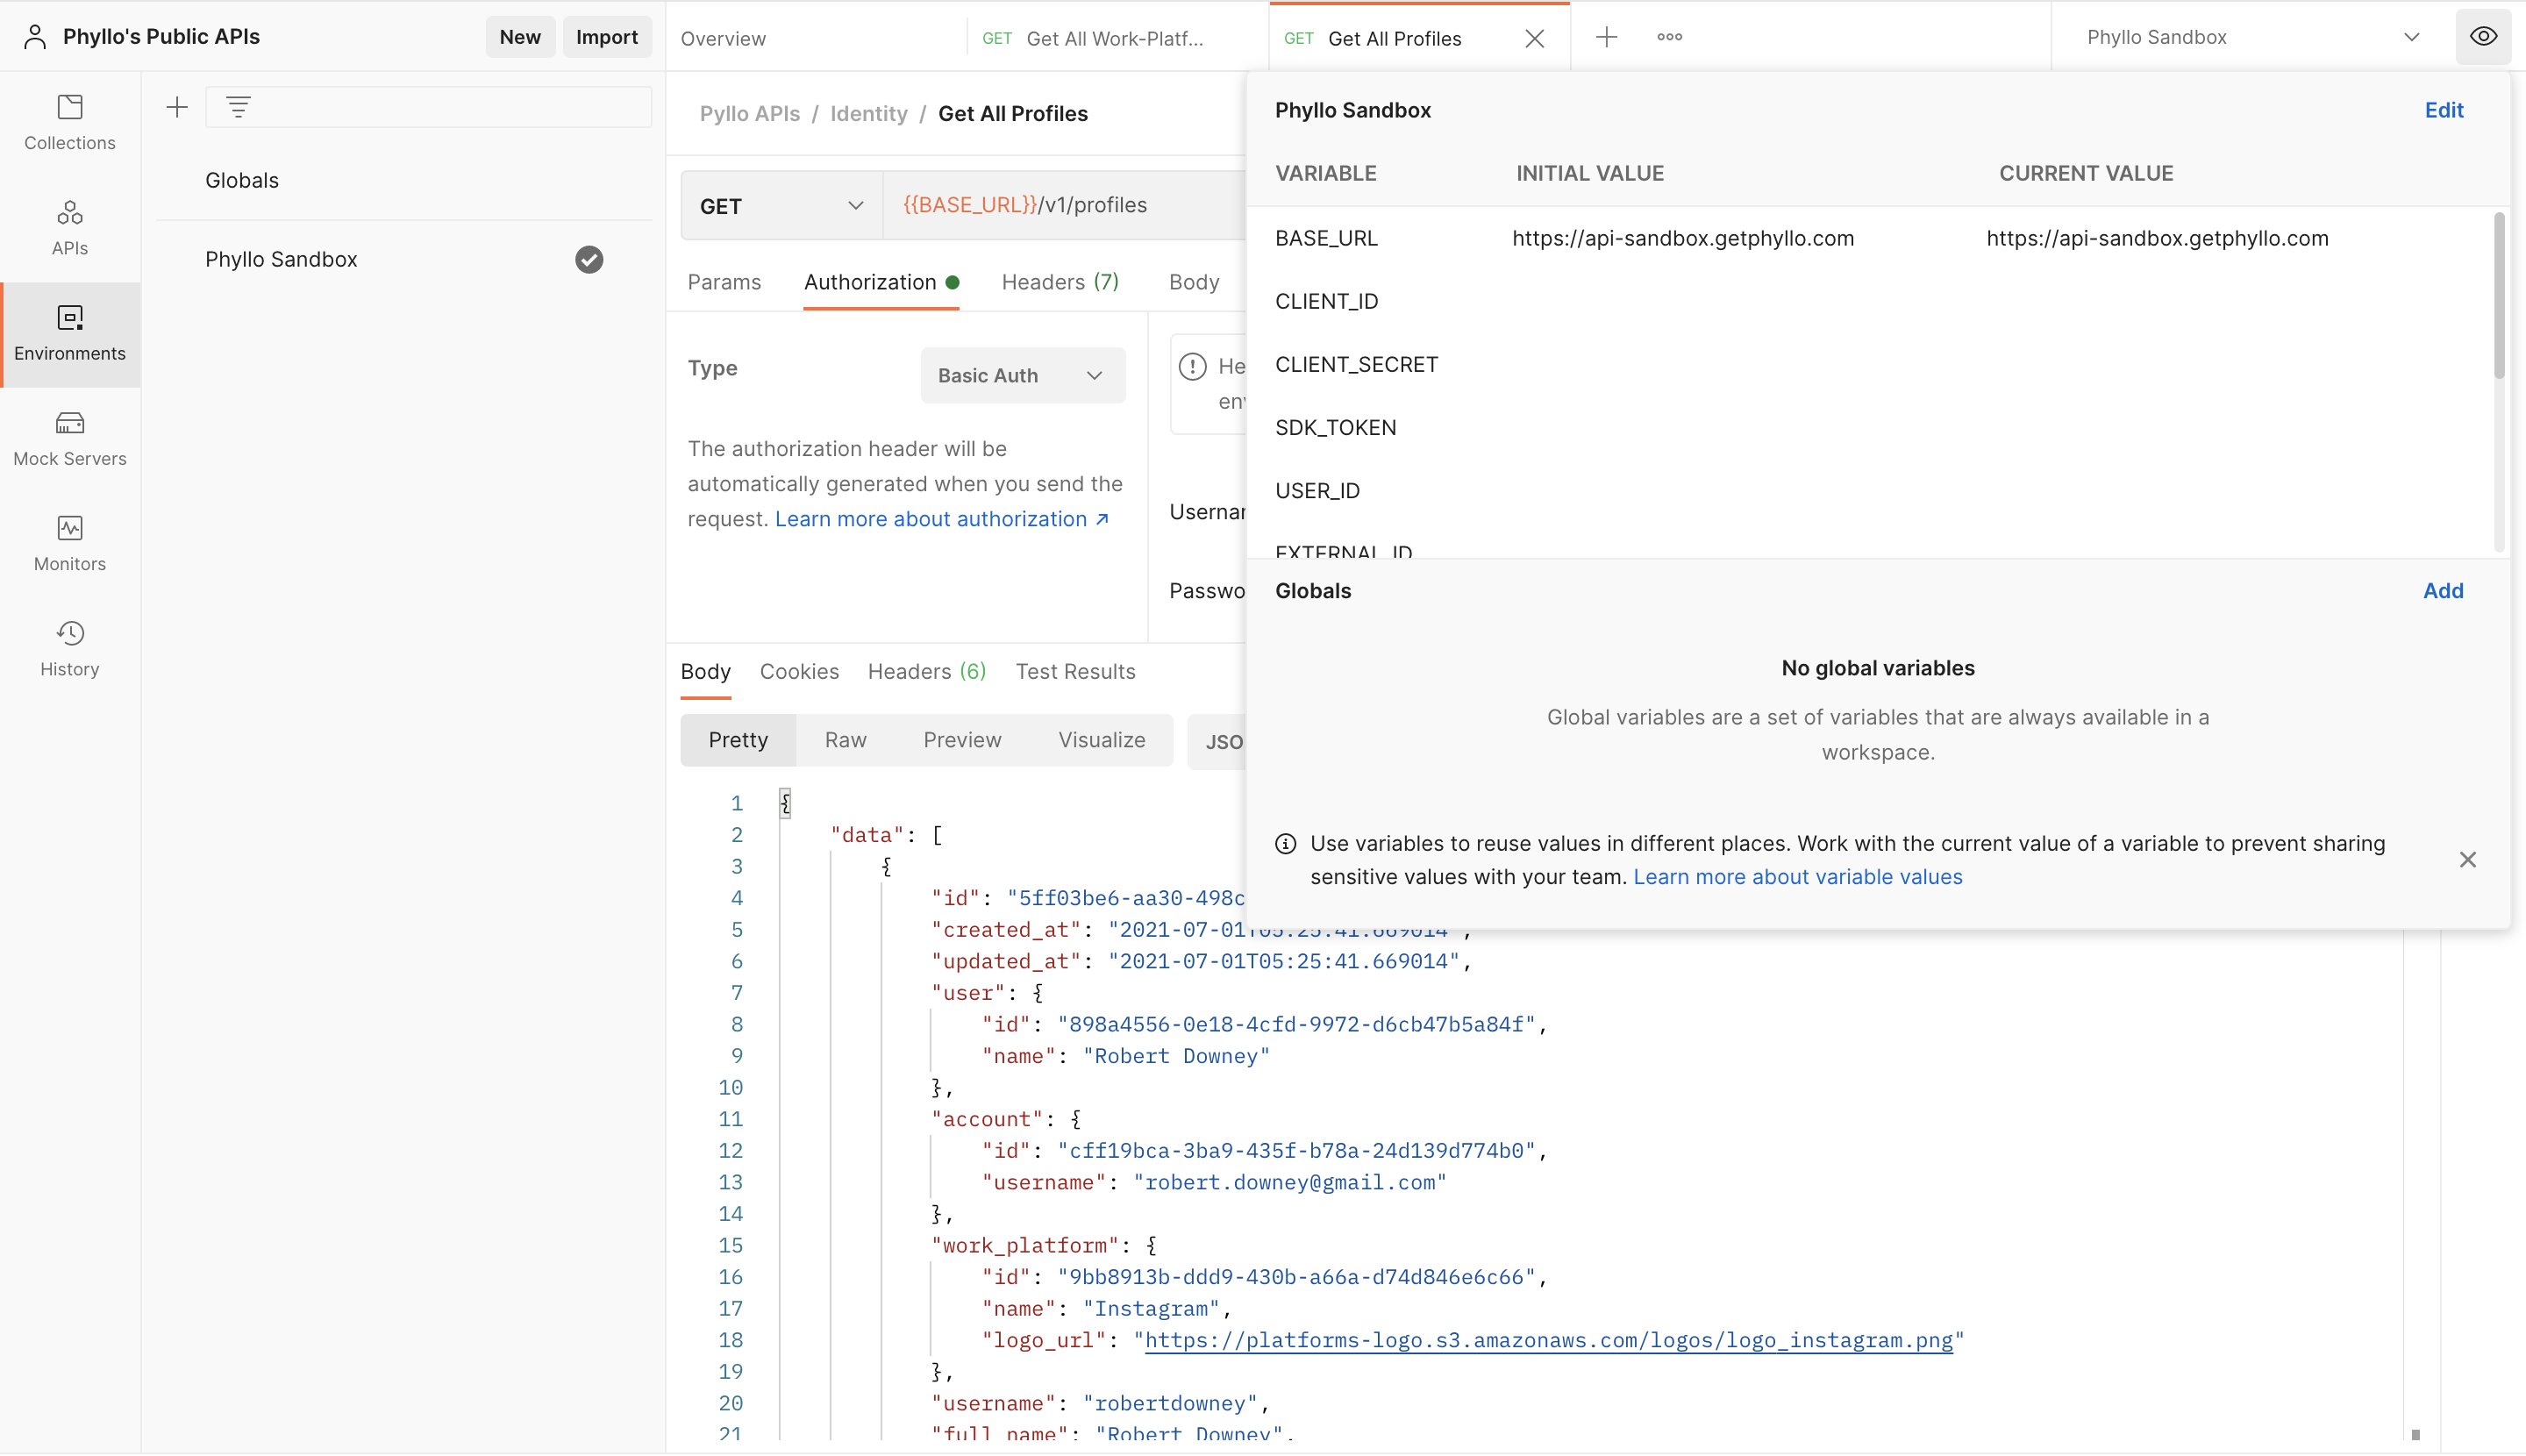 Phyllo's Public APIs
New
Import
Overview
GET Get All Work-Platf...
GET Get All Profiles
Phyllo Sandbox
Collections
APIs
Environments
Mock Servers
Monitors
History
Globals
Phyllo Sandbox
Pyllo APIs / Identity / Get All Profiles
GET
{{BASE_URL}}/v1/profiles
Params
Authorization
Headers (7)
Body
Type
Basic Auth
The authorization header will be
automatically generated when you send the
request. Learn more about authorization ↗
Body
Cookies
Headers (6)
Test Results
Pretty
Raw
Preview
Visualize
1 {
2 "data": [
3 {
4 "id": "5ff03be6-aa30-498c
5 "created_at": "2021-07-01T05:25:41.669014",
6 "updated_at": "2021-07-01T05:25:41.669014",
7 "user": {
8 "id": "898a4556-0e18-4cfd-9972-d6cb47b5a84f",
9 "name": "Robert Downey"
10 },
11 "account": {
12 "id": "cff19bca-3ba9-435f-b78a-24d139d774b0",
13 "username": "robert.downey@gmail.com"
14 },
15 "work_platform": {
16 "id": "9bb8913b-ddd9-430b-a66a-d74d846e6c66",
17 "name": "Instagram",
18 "logo_url": "https://platforms-logo.s3.amazonaws.com/logos/logo_instagram.png"
19 },
20 "username": "robertdowney",
21 "full_name": "Robert Downey",
Phyllo Sandbox
Edit
VARIABLE INITIAL VALUE CURRENT VALUE
BASE_URL https://api-sandbox.getphyllo.com https://api-sandbox.getphyllo.com
CLIENT_ID
CLIENT_SECRET
SDK_TOKEN
USER_ID
EXTERNAL_ID
Globals
Add
No global variables
Global variables are a set of variables that are always available in a
workspace.
Use variables to reuse values in different places. Work with the current value of a variable to prevent sharing
sensitive values with your team. Learn more about variable values